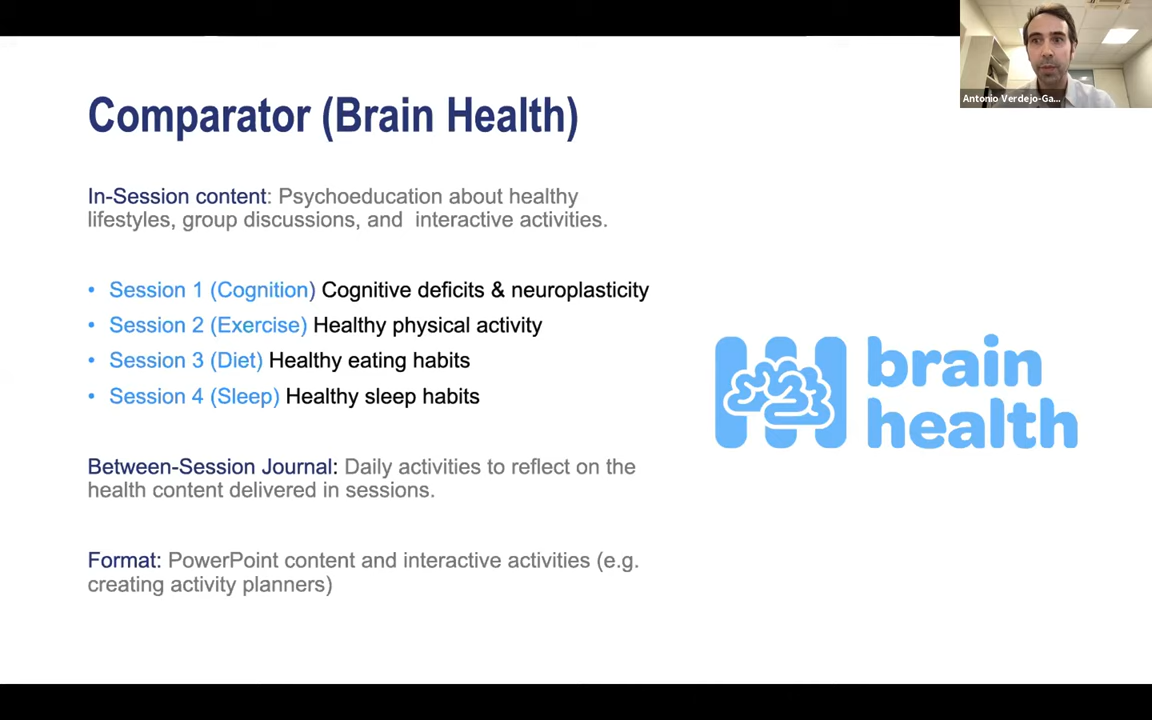 Antonio Verdejo-Ga...
Comparator (Brain Health)
In-Session content: Psychoeducation about healthy
lifestyles, group discussions, and interactive activities.
• Session 1 (Cognition) Cognitive deficits & neuroplasticity
• Session 2 (Exercise) Healthy physical activity
• Session 3 (Diet) Healthy eating habits
• Session 4 (Sleep) Healthy sleep habits
brain
health
Between-Session Journal: Daily activities to reflect on the
health content delivered in sessions.
Format: PowerPoint content and interactive activities (e.g.
creating activity planners)